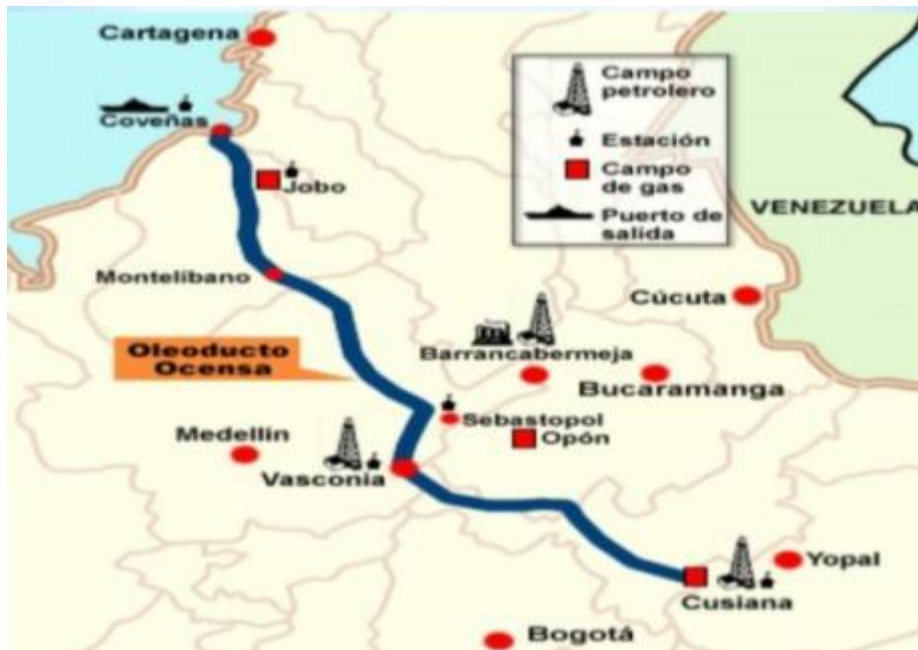 Cartagena
Coveñas
Jobo
Montelibano
Oleoducto
Ocensa
Medellin
Vasconia
Sebastopol
Opón
Barrancabermeja
Bucaramanga
Cúcuta
VENEZUELA
Campo
petrolero
Estación
Campo
de gas
Puerto de
salida
Yopal
Cusiana
Bogotá